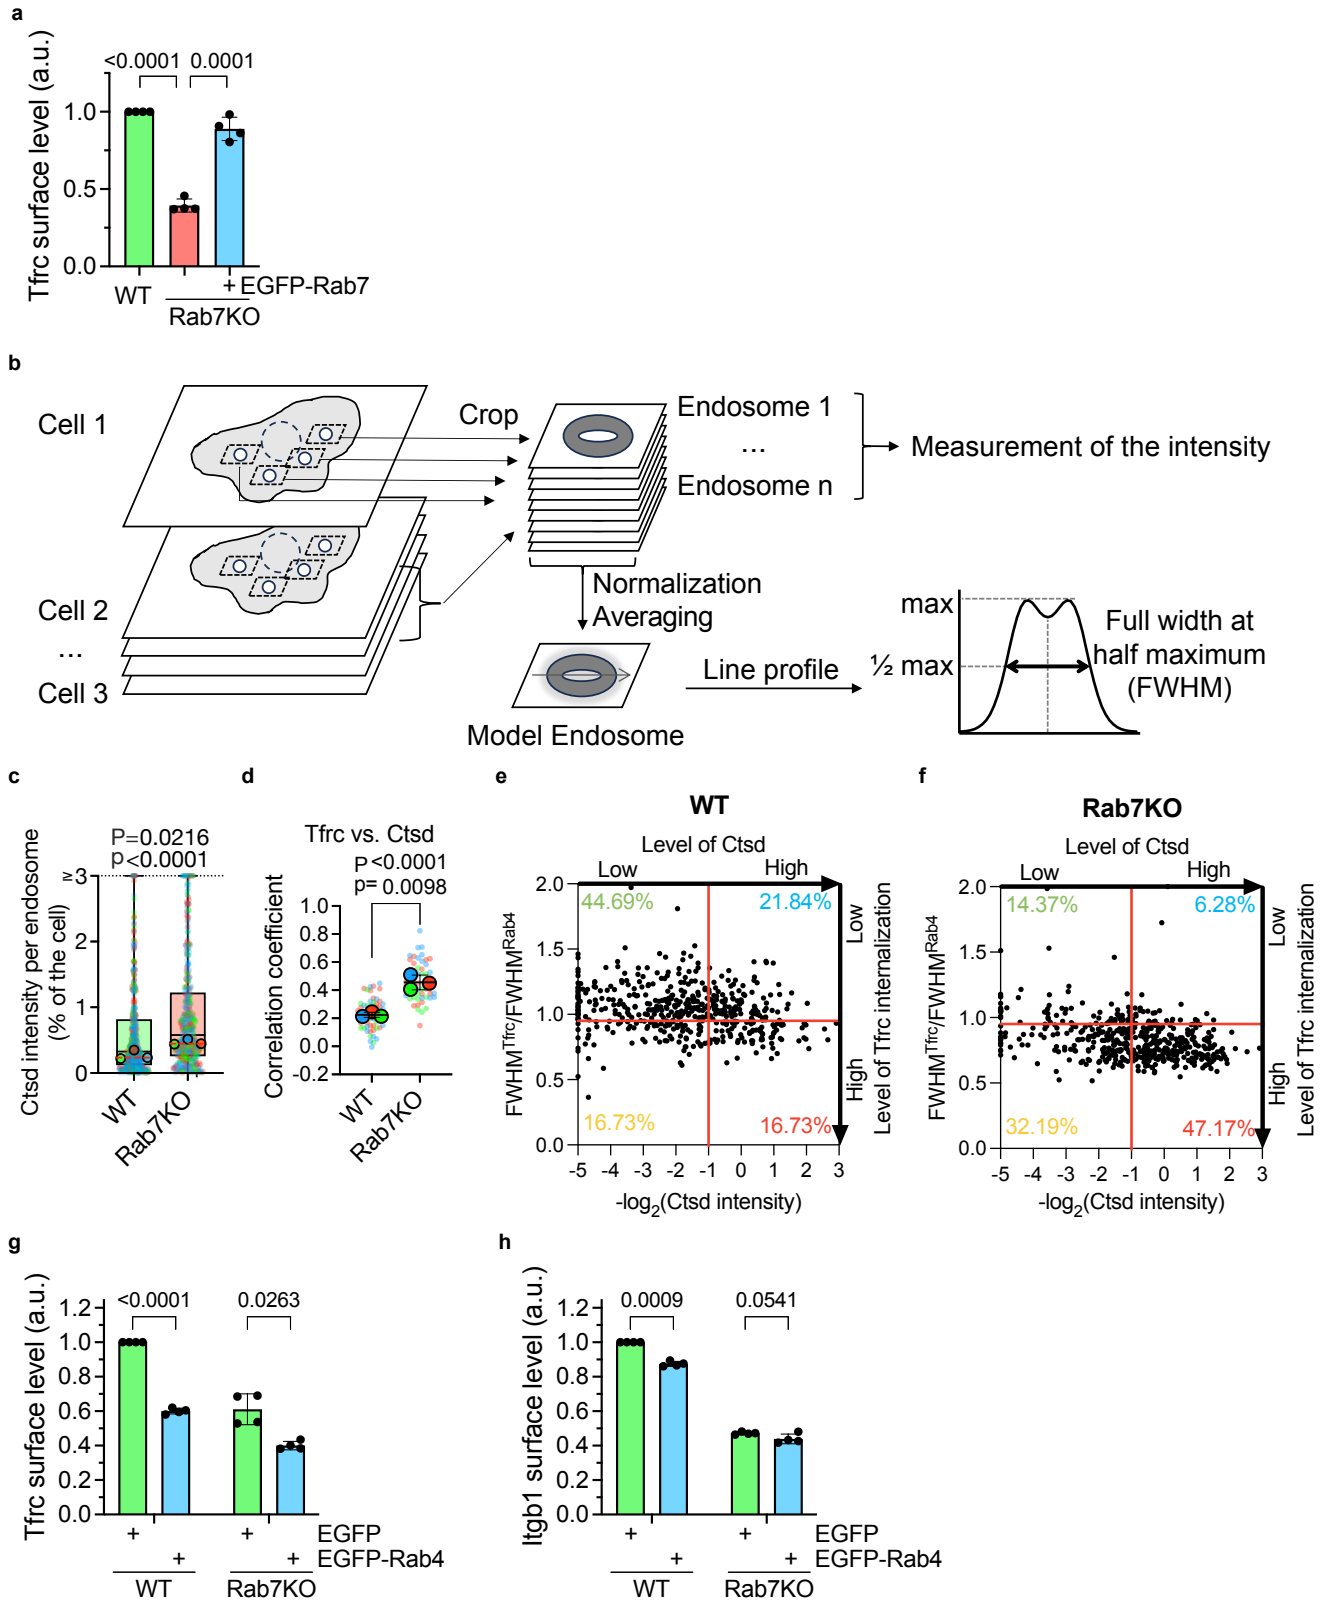 a
Tfrc surface level (a.u.)
<0.0001 0.0001
1.0
0.5
0.0
WT
+ EGFP-Rab7
Rab7KO
b
Cell 1
Cell 2
...
Cell 3
Crop
Endosome 1
...
Endosome n
Measurement of the intensity
Normalization
Averaging
Model Endosome
Line profile
max
½ max
Full width at
half maximum
(FWHM)
c
P=0.0216
p<0.0001
Ctsd intensity per endosome
(% of the cell)
≥3
2
1
0
WT
Rab7KO
d
Tfrc vs. Ctsd
P <0.0001
p= 0.0098
Correlation coefficient
1.0
0.8
0.6
0.4
0.2
0.0
-0.2
WT
Rab7KO
e
WT
Level of Ctsd
Low High
44.69% 21.84%
16.73% 16.73%
FWHM^Tfrc/FWHM^Rab4
2.0
1.5
1.0
0.5
0.0
-5 -4 -3 -2 -1 0 1 2 3
-log2(Ctsd intensity)
Low
High
Level of Tfrc internalization
f
Rab7KO
Level of Ctsd
Low High
14.37% 6.28%
32.19% 47.17%
FWHM^Tfrc/FWHM^Rab4
2.0
1.5
1.0
0.5
0.0
-5 -4 -3 -2 -1 0 1 2 3
-log2(Ctsd intensity)
Low
High
Level of Tfrc internalization
g
Tfrc surface level (a.u.)
<0.0001 0.0263
1.2
1.0
0.8
0.6
0.4
0.2
0.0
+ + EGFP
+ + EGFP-Rab4
WT Rab7KO
h
Itgb1 surface level (a.u.)
0.0009 0.0541
1.2
1.0
0.8
0.6
0.4
0.2
0.0
+ + EGFP
+ + EGFP-Rab4
WT Rab7KO